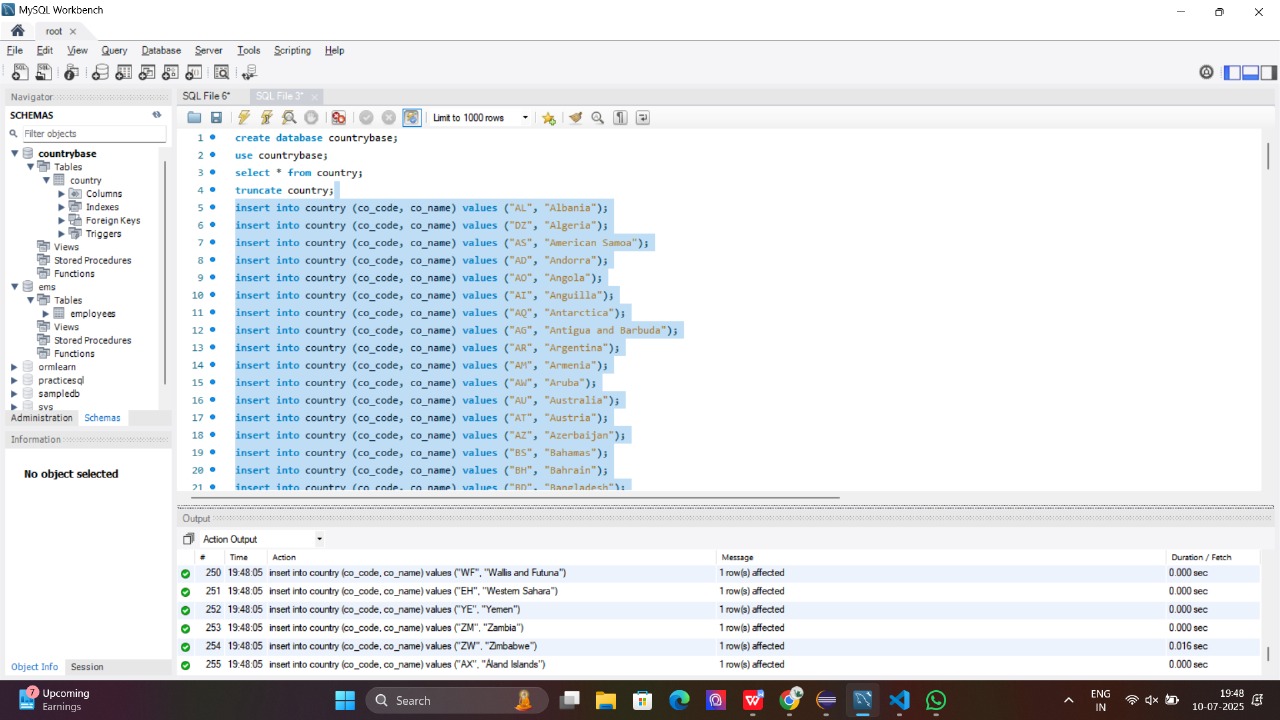 MySQL Workbench
root
File Edit View Query Database Server Tools Scripting Help
Navigator
SCHEMAS
Filter objects
countrybase
Tables
country
Columns
Indexes
Foreign Keys
Triggers
Views
Stored Procedures
Functions
ems
Tables
employees
Views
Stored Procedures
Functions
ormlearn
practicesql
sampledb
sys
Administration Schemas
Information
No object selected
Object Info Session
SQL File 6* SQL File 3*
Limit to 1000 rows
1 create database countrybase;
2 use countrybase;
3 select * from country;
4 truncate country;
5 insert into country (co_code, co_name) values ("AL", "Albania");
6 insert into country (co_code, co_name) values ("DZ", "Algeria");
7 insert into country (co_code, co_name) values ("AS", "American Samoa");
8 insert into country (co_code, co_name) values ("AD", "Andorra");
9 insert into country (co_code, co_name) values ("AO", "Angola");
10 insert into country (co_code, co_name) values ("AI", "Anguilla");
11 insert into country (co_code, co_name) values ("AQ", "Antarctica");
12 insert into country (co_code, co_name) values ("AG", "Antigua and Barbuda");
13 insert into country (co_code, co_name) values ("AR", "Argentina");
14 insert into country (co_code, co_name) values ("AM", "Armenia");
15 insert into country (co_code, co_name) values ("AW", "Aruba");
16 insert into country (co_code, co_name) values ("AU", "Australia");
17 insert into country (co_code, co_name) values ("AT", "Austria");
18 insert into country (co_code, co_name) values ("AZ", "Azerbaijan");
19 insert into country (co_code, co_name) values ("BS", "Bahamas");
20 insert into country (co_code, co_name) values ("BH", "Bahrain");
21 insert into country (co_code, co_name) values ("BD", "Bangladesh");
Output
Action Output
# Time Action Message Duration / Fetch
250 19:48:05 insert into country (co_code, co_name) values ("WF", "Wallis and Futuna") 1 row(s) affected 0.000 sec
251 19:48:05 insert into country (co_code, co_name) values ("EH", "Western Sahara") 1 row(s) affected 0.000 sec
252 19:48:05 insert into country (co_code, co_name) values ("YE", "Yemen") 1 row(s) affected 0.000 sec
253 19:48:05 insert into country (co_code, co_name) values ("ZM", "Zambia") 1 row(s) affected 0.000 sec
254 19:48:05 insert into country (co_code, co_name) values ("ZW", "Zimbabwe") 1 row(s) affected 0.016 sec
255 19:48:05 insert into country (co_code, co_name) values ("AX", "Åland Islands") 1 row(s) affected 0.000 sec
7
Upcoming
Earnings
Search
ENG
IN
19:48
10-07-2025